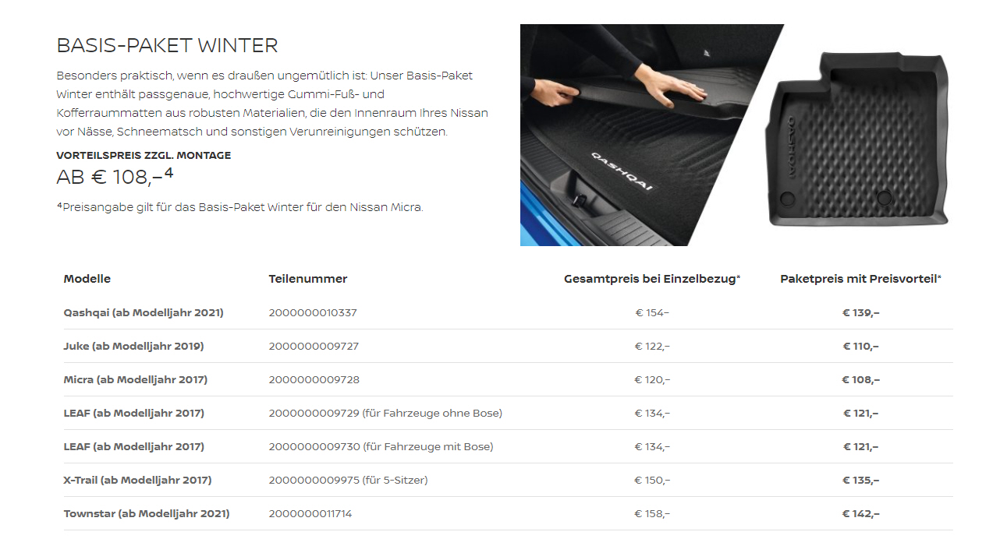 BASIS-PAKET WINTER
Besonders praktisch, wenn es draußen ungemütlich ist: Unser Basis-Paket
Winter enthält passgenaue, hochwertige Gummi-Fuß- und
Kofferraummatten aus robusten Materialien, die den Innenraum Ihres Nissan
vor Nässe, Schneematsch und sonstigen Verunreinigungen schützen.
VORTEILSPREIS ZZGL. MONTAGE
AB € 108,–⁴
⁴Preisangabe gilt für das Basis-Paket Winter für den Nissan Micra.
QASHQAI
QASHQAI
Modelle Teilenummer Gesamtpreis bei Einzelbezug* Paketpreis mit Preisvorteil*
Qashqai (ab Modelljahr 2021) 2000000010337 € 154– € 139,–
Juke (ab Modelljahr 2019) 2000000009727 € 122,– € 110,–
Micra (ab Modelljahr 2017) 2000000009728 € 120,– € 108,–
LEAF (ab Modelljahr 2017) 2000000009729 (für Fahrzeuge ohne Bose) € 134,– € 121,–
LEAF (ab Modelljahr 2017) 2000000009730 (für Fahrzeuge mit Bose) € 134,– € 121,–
X-Trail (ab Modelljahr 2017) 2000000009975 (für 5-Sitzer) € 150,– € 135,–
Townstar (ab Modelljahr 2021) 2000000011714 € 158,– € 142,–